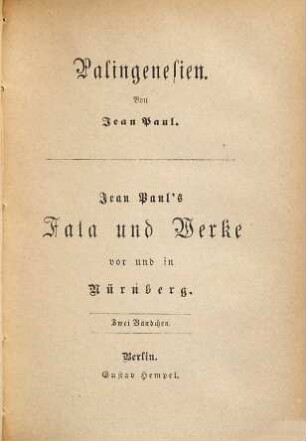 Palingenesien.
Von
Jean Paul.
Jean Paul's
Fata und Werke
vor und in
Nürnberg.
Zwei Bändchen.
Berlin.
Gustav Hempel.